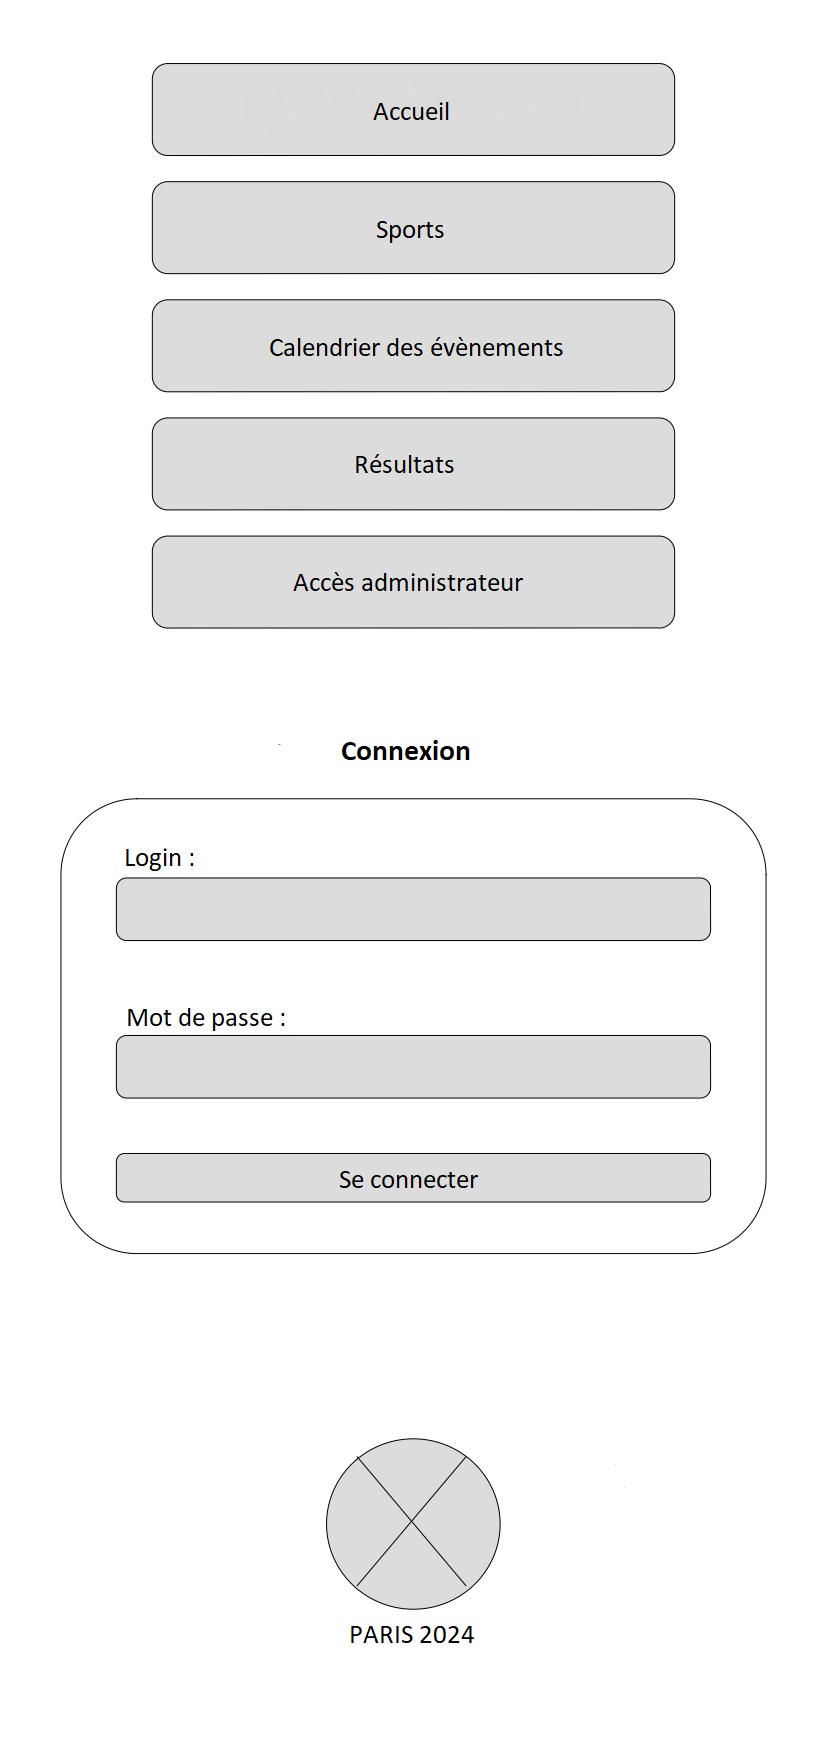 Accueil
Sports
Calendrier des évènements
Résultats
Accès administrateur
Connexion
Login :
Mot de passe :
Se connecter
PARIS 2024